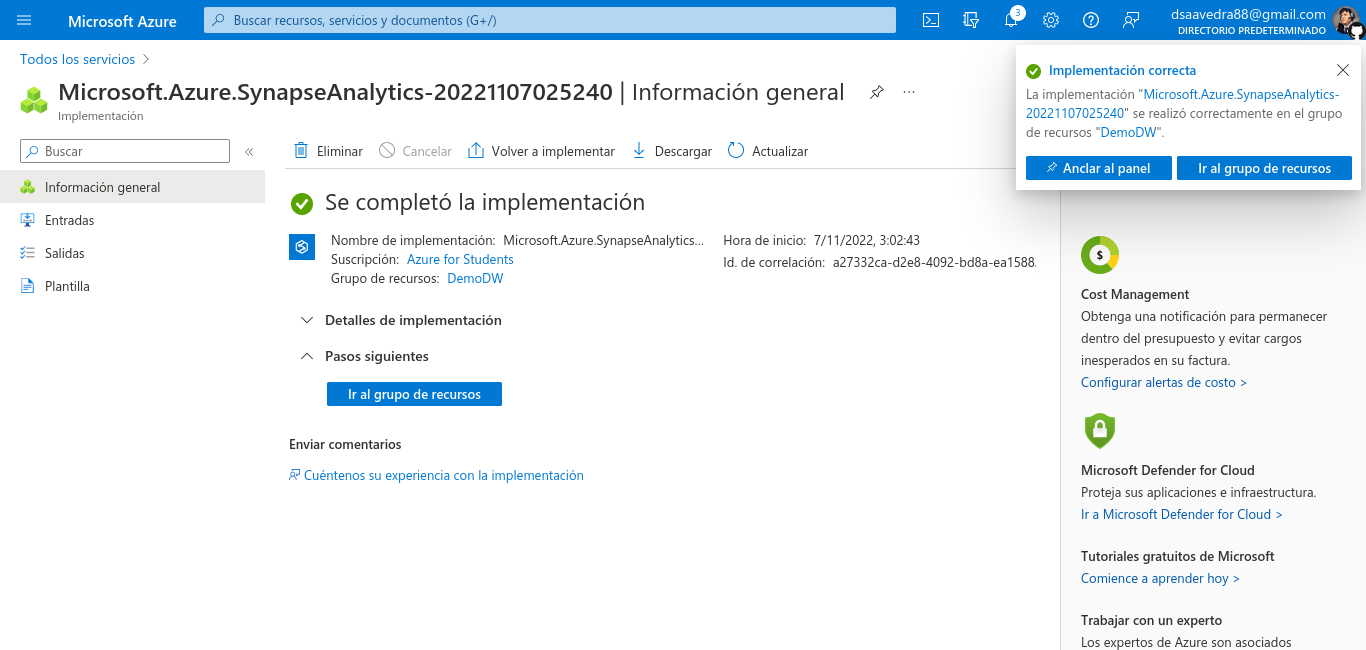 Microsoft Azure
Buscar recursos, servicios y documentos (G+/)
3
dsaavedra88@gmail.com
DIRECTORIO PREDETERMINADO
Todos los servicios
Microsoft.Azure.SynapseAnalytics-20221107025240 | Información general
Implementación
Implementación correcta
La implementación "Microsoft.Azure.SynapseAnalytics-
20221107025240" se realizó correctamente en el grupo
de recursos "DemoDW".
Anclar al panel
Ir al grupo de recursos
Buscar
Información general
Entradas
Salidas
Plantilla
Eliminar
Cancelar
Volver a implementar
Descargar
Actualizar
Se completó la implementación
Nombre de implementación: Microsoft.Azure.SynapseAnalytics...
Suscripción: Azure for Students
Grupo de recursos: DemoDW
Hora de inicio: 7/11/2022, 3:02:43
Id. de correlación: a27332ca-d2e8-4092-bd8a-ea1588
Detalles de implementación
Pasos siguientes
Ir al grupo de recursos
Enviar comentarios
Cuéntenos su experiencia con la implementación
$
Cost Management
Obtenga una notificación para permanecer
dentro del presupuesto y evitar cargos
inesperados en su factura.
Configurar alertas de costo >
Microsoft Defender for Cloud
Proteja sus aplicaciones e infraestructura.
Ir a Microsoft Defender for Cloud >
Tutoriales gratuitos de Microsoft
Comience a aprender hoy >
Trabajar con un experto
Los expertos de Azure son asociados